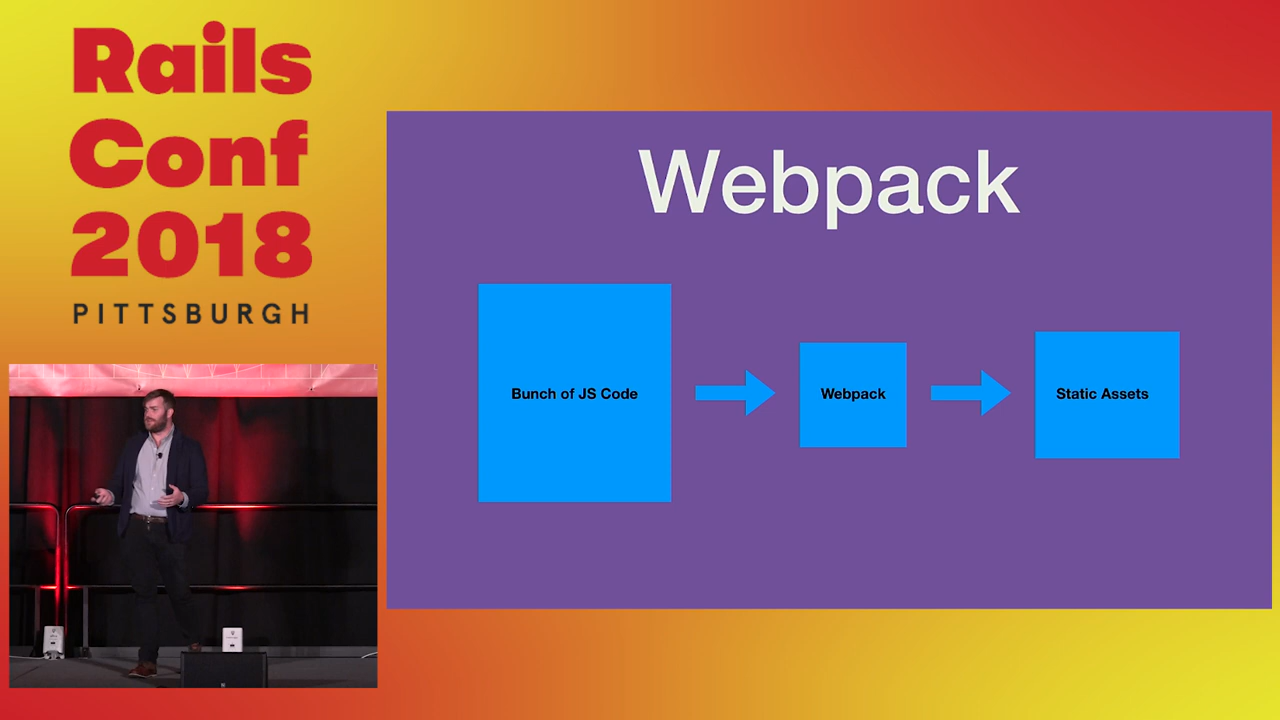 Rails
Conf
2018
PITTSBURGH
Webpack
Bunch of JS Code
Webpack
Static Assets